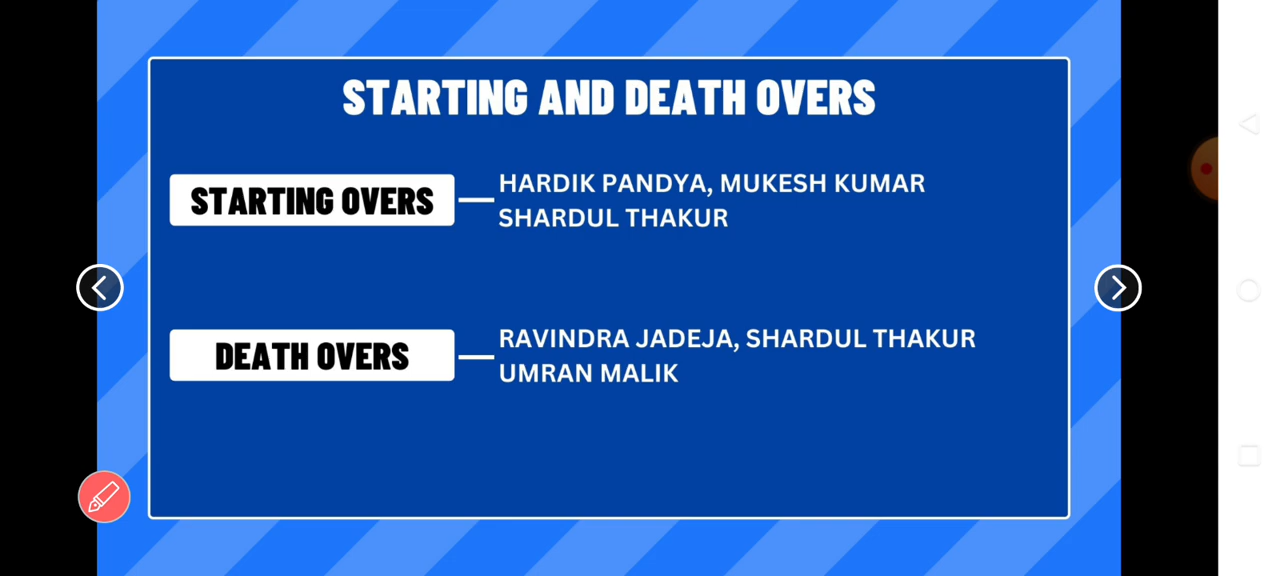 STARTING AND DEATH OVERS
STARTING OVERS
HARDIK PANDYA, MUKESH KUMAR
SHARDUL THAKUR
DEATH OVERS
RAVINDRA JADEJA, SHARDUL THAKUR
UMRAN MALIK